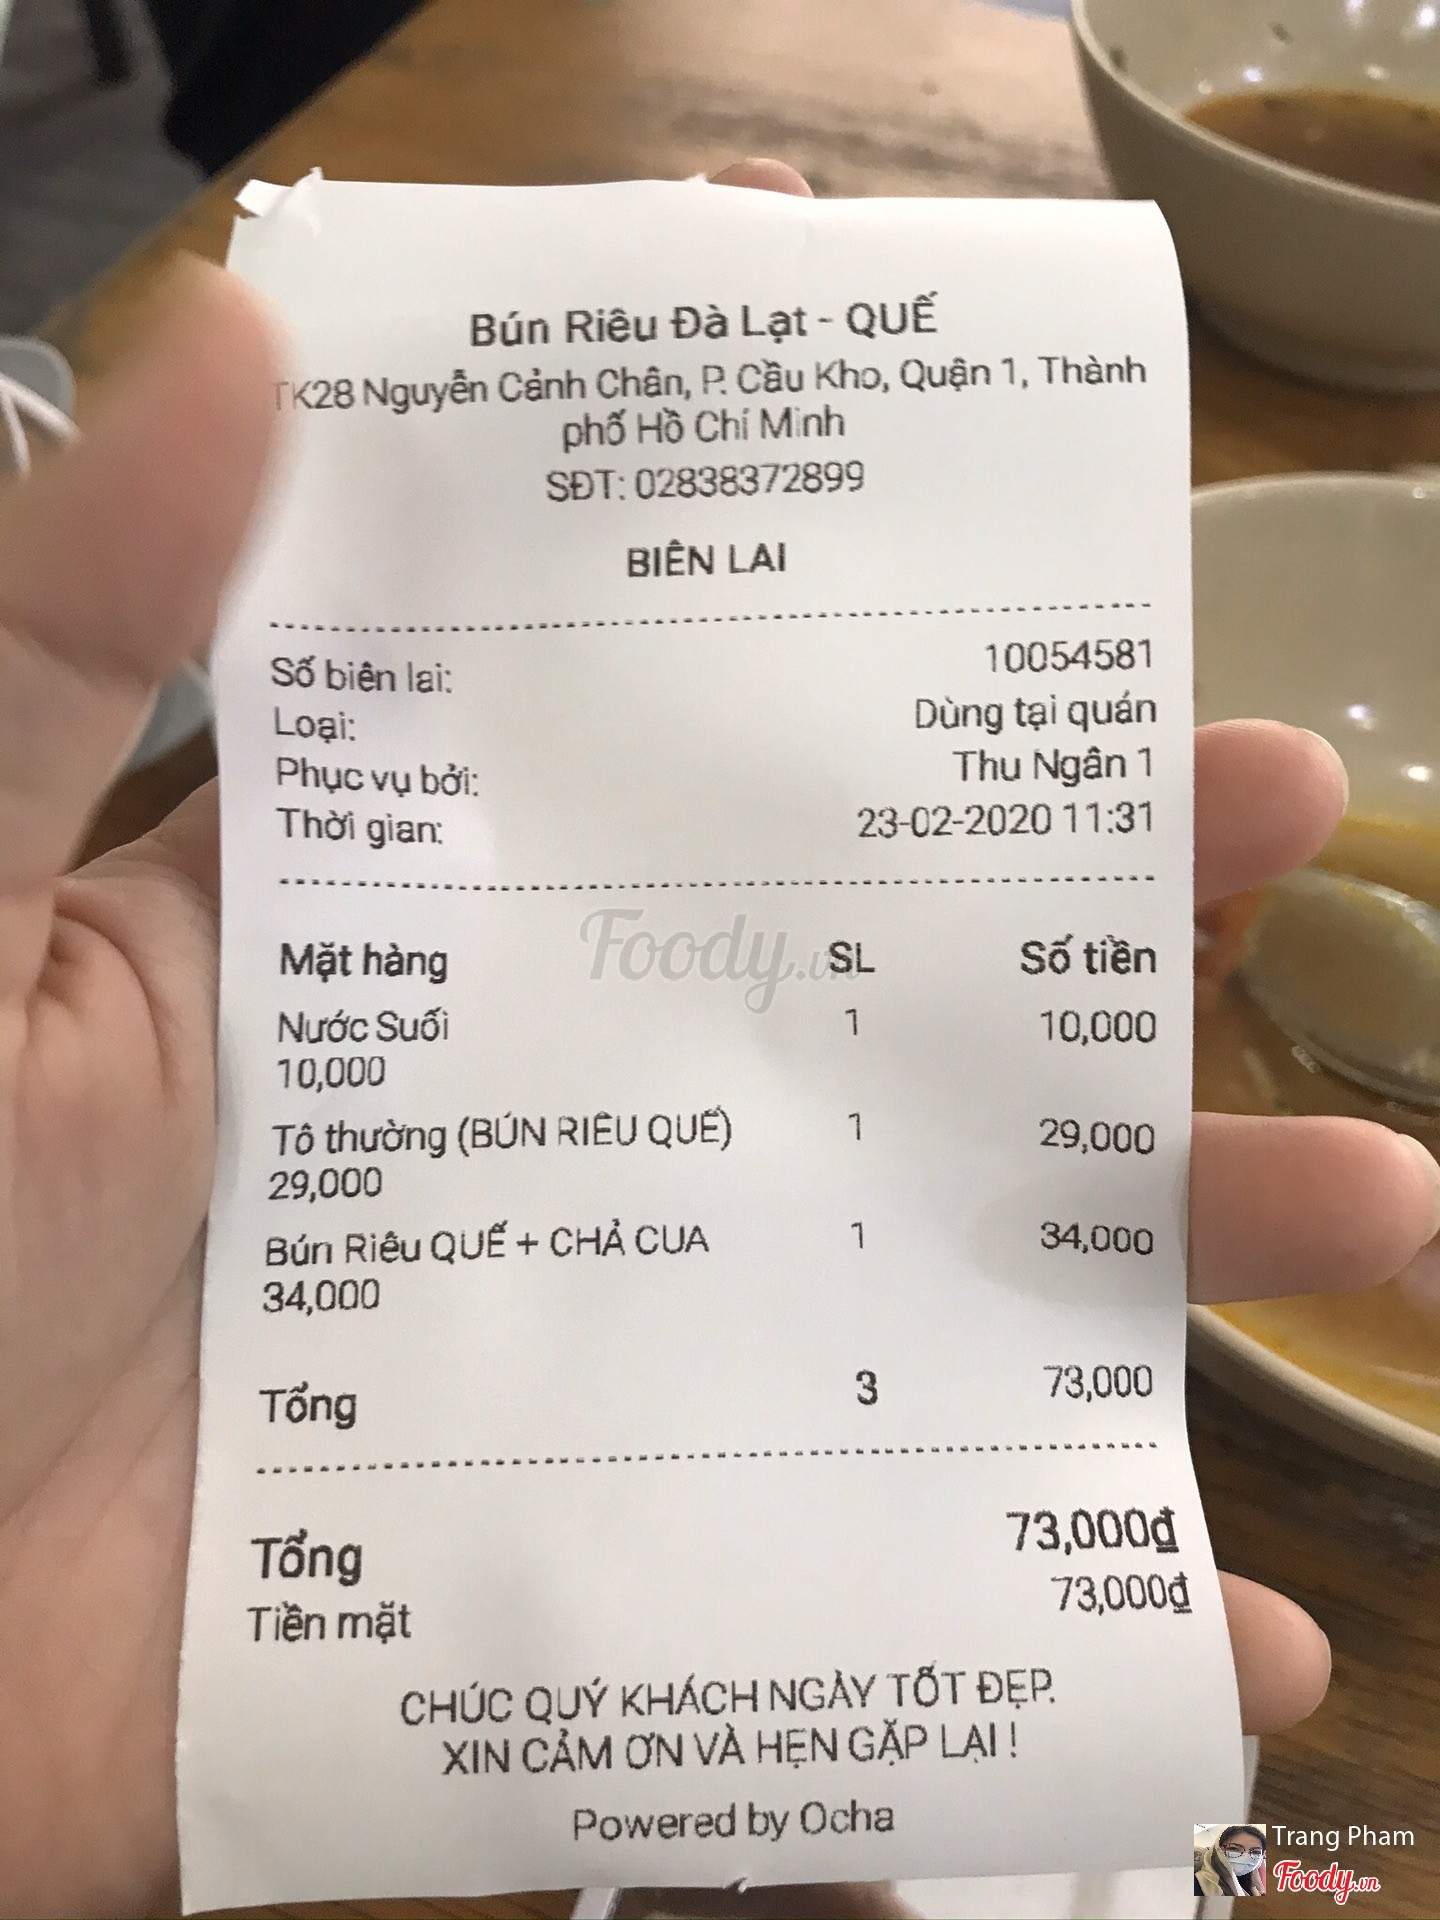 Bún Riêu Đà Lạt - QUẾ
TK28 Nguyễn Cảnh Chân, P. Cầu Kho, Quận 1, Thành
phố Hồ Chí Minh
SĐT: 02838372899
BIÊN LAI
Số biên lai: 10054581
Loại: Dùng tại quán
Phục vụ bởi: Thu Ngân 1
Thời gian: 23-02-2020 11:31
Foody.vn
Mặt hàng SL Số tiền
Nước Suối 1 10,000
10,000
Tô thường (BÚN RIÊU QUẾ) 1 29,000
29,000
Bún Riêu QUẾ + CHẢ CUA 1 34,000
34,000
Tổng 3 73,000
Tổng 73,000đ
Tiền mặt 73,000đ
CHÚC QUÝ KHÁCH NGÀY TỐT ĐẸP.
XIN CẢM ƠN VÀ HẸN GẶP LẠI !
Powered by Ocha
Trang Pham
Foody.vn